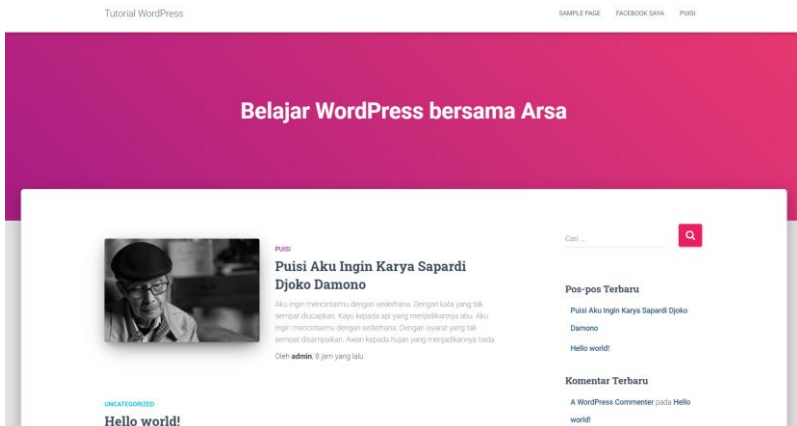 Tutorial WordPress
SAMPLE PAGE FACEBOOK SAYA PUISI
Belajar WordPress bersama Arsa
PUISI
Puisi Aku Ingin Karya Sapardi
Djoko Damono
Aku ingin mencintaimu dengan sederhana. Dengan kata yang tak
sempat diucapkan. Kayu kepada api yang menjadikannya abu. Aku
ingin mencintaimu dengan sederhana. Dengan isyarat yang tak
sempat disampaikan. Awan kepada hujan yang menjadikannya tiada.
Oleh admin, 8 jam yang lalu
UNCATEGORIZED
Hello world!
Cari ...
Pos-pos Terbaru
Puisi Aku Ingin Karya Sapardi Djoko
Damono
Hello world!
Komentar Terbaru
A WordPress Commenter pada Hello
world!